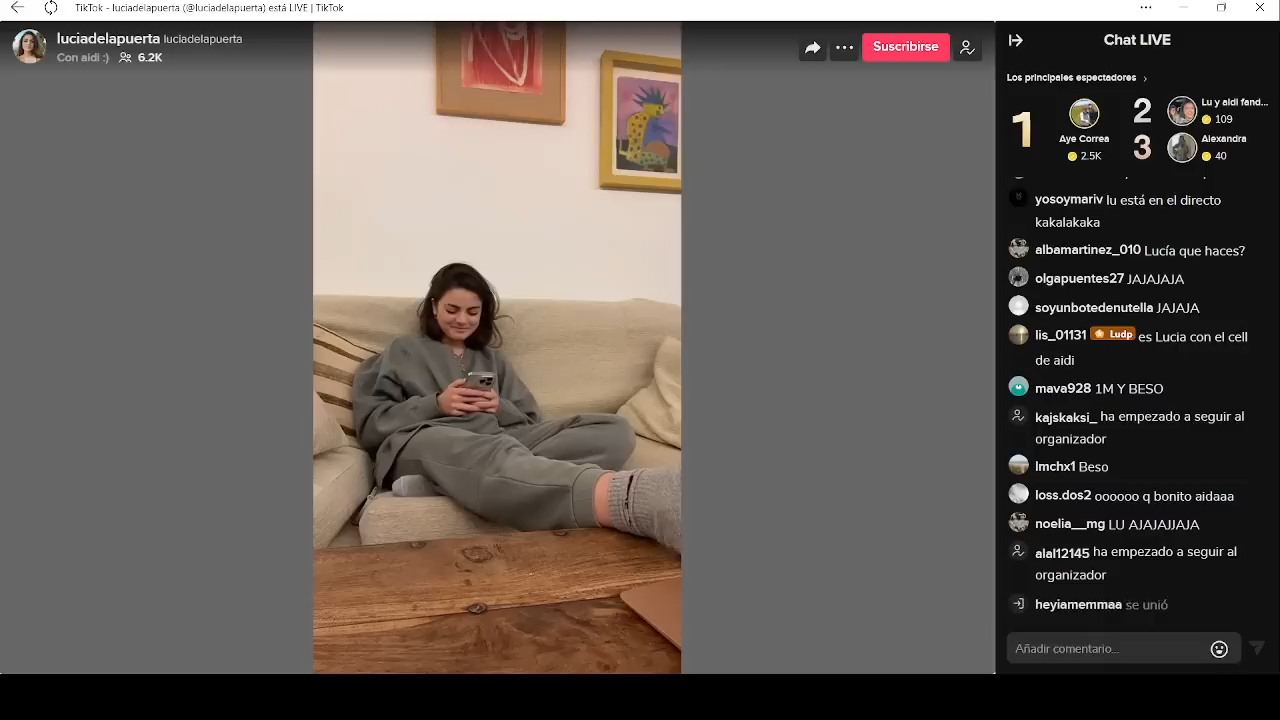 TikTok - luciadelapuerta (@luciadelapuerta) está LIVE | TikTok
luciadelapuerta luciadelapuerta
Con aidi :) 6.2K
Suscribirse
Chat LIVE
Los principales espectadores
1
Aye Correa
2.5K
2 Lu y aidi fand...
109
3 Alexandra
40
yosoymariv lu está en el directo
kakalakaka
albamartinez_010 Lucía que haces?
olgapuentes27 JAJAJAJA
soyunbotedenutella JAJAJA
lis_01131 Ludp es Lucia con el cell
de aidi
mava928 1M Y BESO
kajskaksi_ ha empezado a seguir al
organizador
lmchx1 Beso
loss.dos2 oooooo q bonito aidaaa
noelia__mg LU AJAJAJJAJA
alal12145 ha empezado a seguir al
organizador
heyiamemmaa se unió
Añadir comentario...